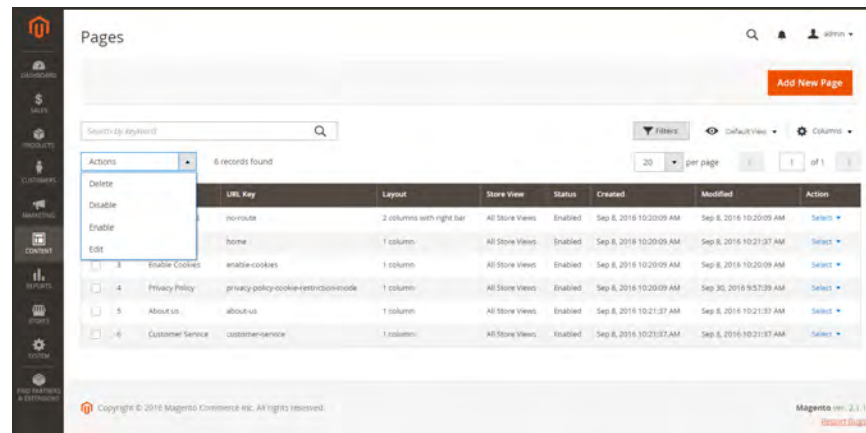 Pages
admin
DASHBOARD
SALES
PRODUCTS
CUSTOMERS
MARKETING
CONTENT
REPORTS
STORES
SYSTEM
FIND PARTNERS
& EXTENSIONS
Add New Page
Search by keyword
Filters Default View Columns
Actions 6 records found 20 per page 1 of 1
Delete
Disable
Enable
Edit
URL Key Layout Store View Status Created Modified Action
no-route 2 columns with right bar All Store Views Enabled Sep 8, 2016 10:20:09 AM Sep 8, 2016 10:20:09 AM Select
home 1 column All Store Views Enabled Sep 8, 2016 10:20:09 AM Sep 8, 2016 10:21:37 AM Select
3 Enable Cookies enable-cookies 1 column All Store Views Enabled Sep 8, 2016 10:20:09 AM Sep 8, 2016 10:20:09 AM Select
4 Privacy Policy privacy-policy-cookie-restriction-mode 1 column All Store Views Enabled Sep 8, 2016 10:20:09 AM Sep 30, 2016 9:57:39 AM Select
5 About us about-us 1 column All Store Views Enabled Sep 8, 2016 10:21:37 AM Sep 8, 2016 10:21:37 AM Select
6 Customer Service customer-service 1 column All Store Views Enabled Sep 8, 2016 10:21:37 AM Sep 8, 2016 10:21:37 AM Select
Copyright © 2016 Magento Commerce Inc. All rights reserved.
Magento ver. 2.1.1
Report Bugs